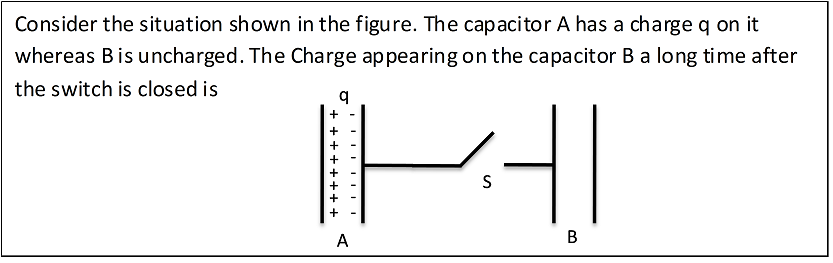 Consider the situation shown in the figure. The capacitor A has a charge q on it
whereas B is uncharged. The Charge appearing on the capacitor B a long time after
the switch is closed is
q
+ -
+ -
+ -
+ -
+ -
+ -
+ -
+ -
S
A
B